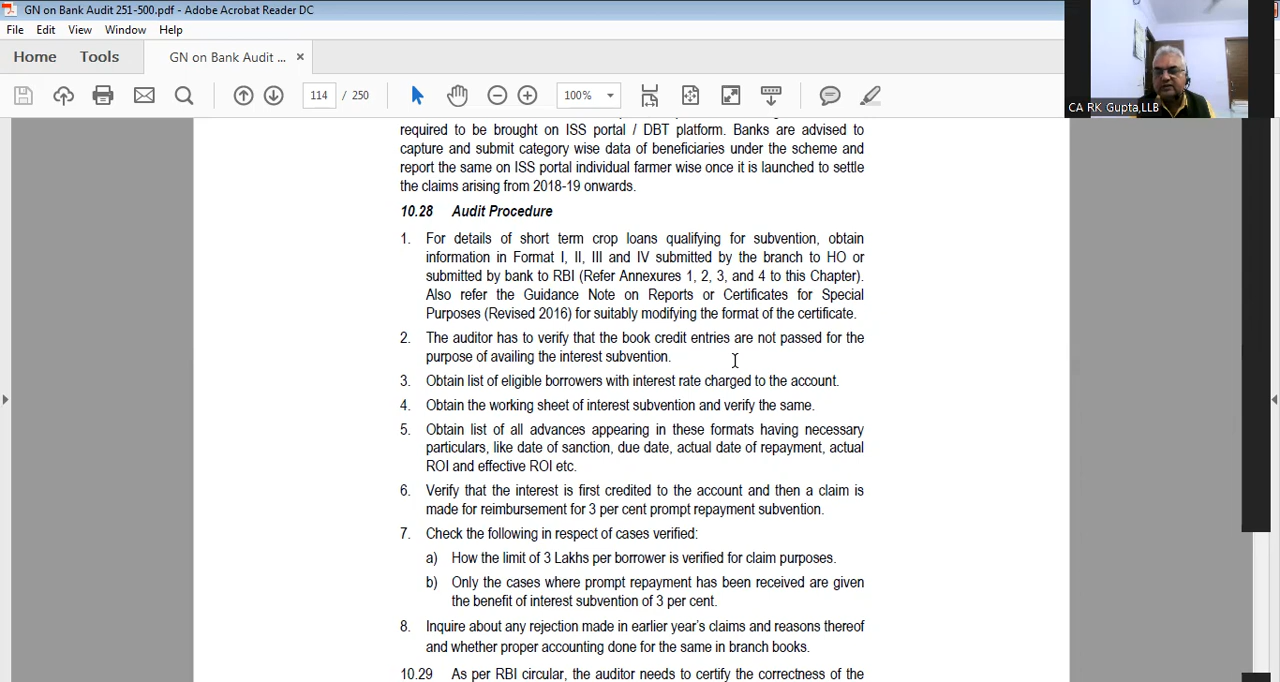 GN on Bank Audit 251-500.pdf - Adobe Acrobat Reader DC
File Edit View Window Help
Home Tools GN on Bank Audit ... ×
114 / 250 100%
CA RK Gupta,LLB
required to be brought on ISS portal / DBT platform. Banks are advised to
capture and submit category wise data of beneficiaries under the scheme and
report the same on ISS portal individual farmer wise once it is launched to settle
the claims arising from 2018-19 onwards.
10.28 Audit Procedure
1. For details of short term crop loans qualifying for subvention, obtain
information in Format I, II, III and IV submitted by the branch to HO or
submitted by bank to RBI (Refer Annexures 1, 2, 3, and 4 to this Chapter).
Also refer the Guidance Note on Reports or Certificates for Special
Purposes (Revised 2016) for suitably modifying the format of the certificate.
2. The auditor has to verify that the book credit entries are not passed for the
purpose of availing the interest subvention.
3. Obtain list of eligible borrowers with interest rate charged to the account.
4. Obtain the working sheet of interest subvention and verify the same.
5. Obtain list of all advances appearing in these formats having necessary
particulars, like date of sanction, due date, actual date of repayment, actual
ROI and effective ROI etc.
6. Verify that the interest is first credited to the account and then a claim is
made for reimbursement for 3 per cent prompt repayment subvention.
7. Check the following in respect of cases verified:
a) How the limit of 3 Lakhs per borrower is verified for claim purposes.
b) Only the cases where prompt repayment has been received are given
the benefit of interest subvention of 3 per cent.
8. Inquire about any rejection made in earlier year's claims and reasons thereof
and whether proper accounting done for the same in branch books.
10.29 As per RBI circular, the auditor needs to certify the correctness of the